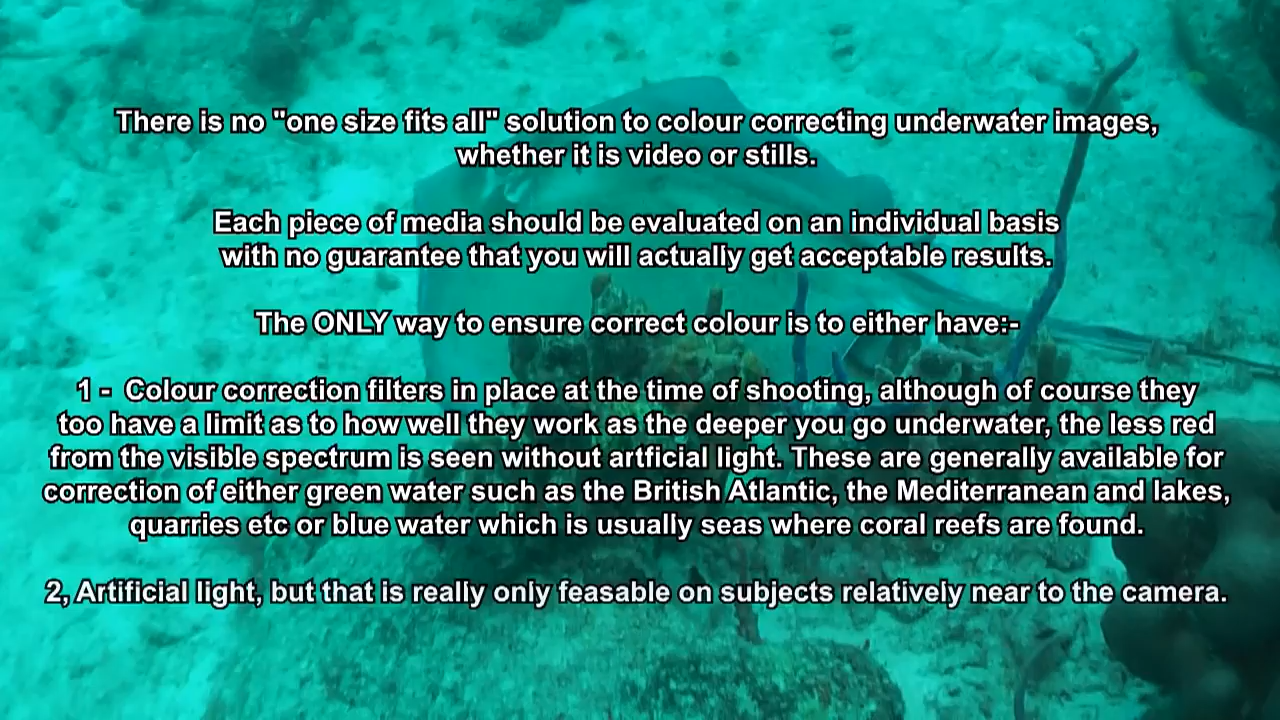 There is no "one size fits all" solution to colour correcting underwater images,
whether it is video or stills.
Each piece of media should be evaluated on an individual basis
with no guarantee that you will actually get acceptable results.
The ONLY way to ensure correct colour is to either have:-
1 -  Colour correction filters in place at the time of shooting, although of course they
too have a limit as to how well they work as the deeper you go underwater, the less red
from the visible spectrum is seen without artficial light. These are generally available for
correction of either green water such as the British Atlantic, the Mediterranean and lakes,
quarries etc or blue water which is usually seas where coral reefs are found.
2, Artificial light, but that is really only feasable on subjects relatively near to the camera.